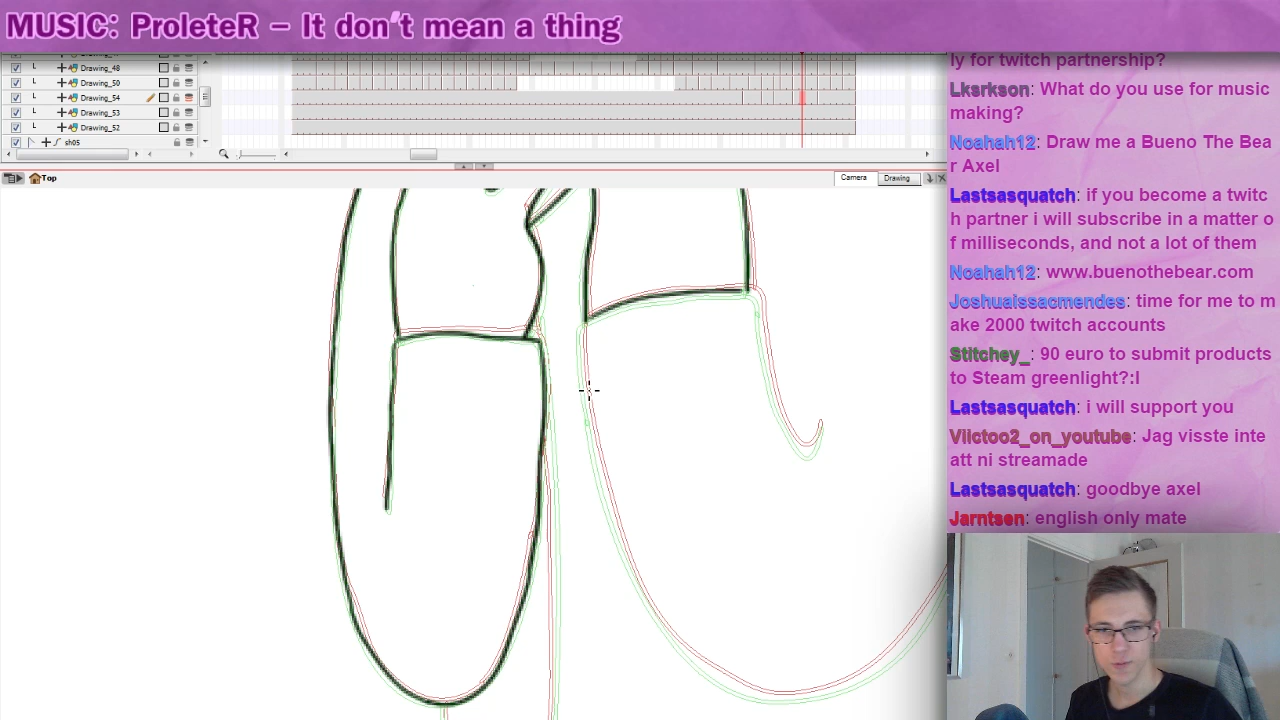 MUSIC: ProleteR – It don't mean a thing
Drawing_48
Drawing_50
Drawing_54
Drawing_53
Drawing_52
sh05
Top
Camera
Drawing
ly for twitch partnership?
Lksrkson: What do you use for music
making?
Noahah12: Draw me a Bueno The Bea
r Axel
Lastsasquatch: if you become a twitc
h partner i will subscribe in a matter o
f milliseconds, and not a lot of them
Noahah12: www.buenothebear.com
Joshuaissacmendes: time for me to m
ake 2000 twitch accounts
Stitchey_: 90 euro to submit products
to Steam greenlight?:l
Lastsasquatch: i will support you
Viictoo2_on_youtube: Jag visste inte
att ni streamade
Lastsasquatch: goodbye axel
Jarntsen: english only mate